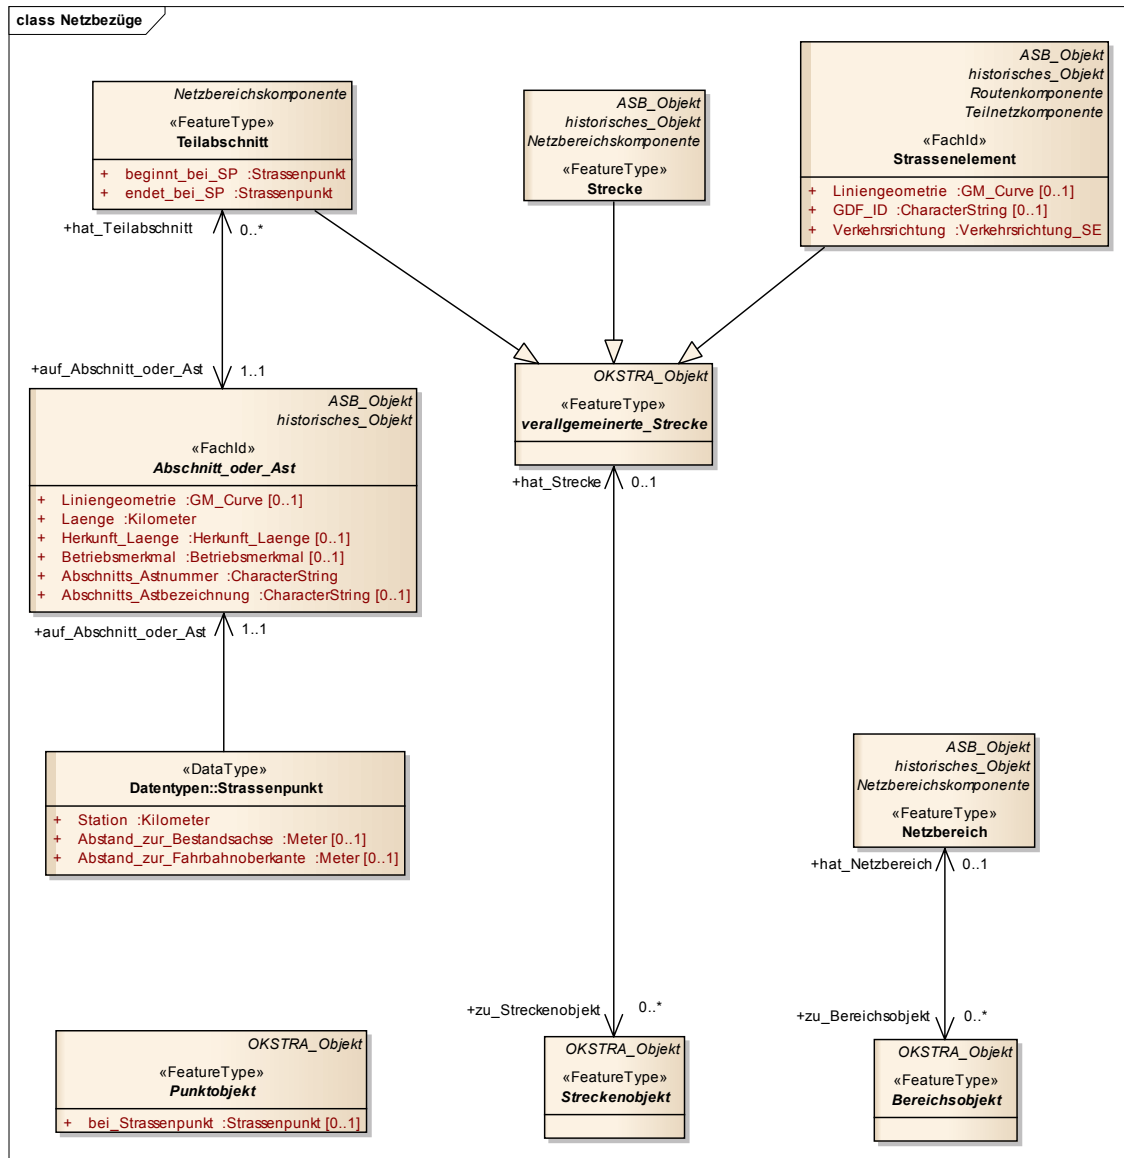 class Netzbezüge
Netzbereichskomponente
«FeatureType»
Teilabschnitt
+ beginnt_bei_SP :Strassenpunkt
+ endet_bei_SP :Strassenpunkt
ASB_Objekt
historisches_Objekt
Netzbereichskomponente
«FeatureType»
Strecke
ASB_Objekt
historisches_Objekt
Routenkomponente
Teilnetzkomponente
«FachId»
Strassenelement
+ Liniengeometrie :GM_Curve [0..1]
+ GDF_ID :CharacterString [0..1]
+ Verkehrsrichtung :Verkehrsrichtung_SE
+hat_Teilabschnitt 0..*
+auf_Abschnitt_oder_Ast 1..1
ASB_Objekt
historisches_Objekt
«FachId»
Abschnitt_oder_Ast
+ Liniengeometrie :GM_Curve [0..1]
+ Laenge :Kilometer
+ Herkunft_Laenge :Herkunft_Laenge [0..1]
+ Betriebsmerkmal :Betriebsmerkmal [0..1]
+ Abschnitts_Astnummer :CharacterString
+ Abschnitts_Astbezeichnung :CharacterString [0..1]
OKSTRA_Objekt
«FeatureType»
verallgemeinerte_Strecke
+hat_Strecke 0..1
+auf_Abschnitt_oder_Ast 1..1
«DataType»
Datentypen::Strassenpunkt
+ Station :Kilometer
+ Abstand_zur_Bestandsachse :Meter [0..1]
+ Abstand_zur_Fahrbahnoberkante :Meter [0..1]
ASB_Objekt
historisches_Objekt
Netzbereichskomponente
«FeatureType»
Netzbereich
+hat_Netzbereich 0..1
+zu_Streckenobjekt 0..*
+zu_Bereichsobjekt 0..*
OKSTRA_Objekt
«FeatureType»
Punktobjekt
+ bei_Strassenpunkt :Strassenpunkt [0..1]
OKSTRA_Objekt
«FeatureType»
Streckenobjekt
OKSTRA_Objekt
«FeatureType»
Bereichsobjekt